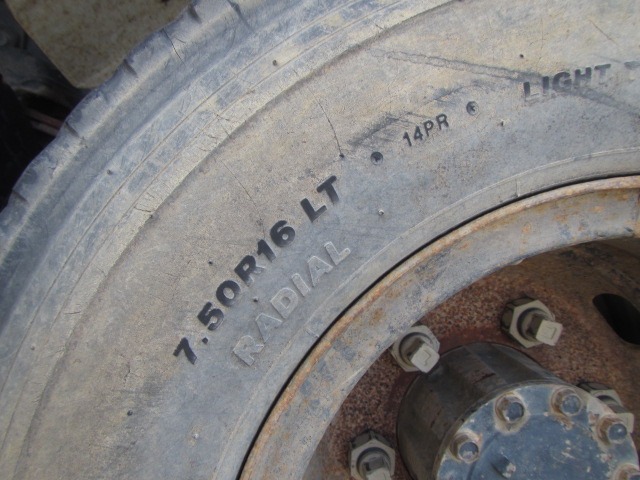 7.50R16 LT • 14PR • LIGHT
RADIAL